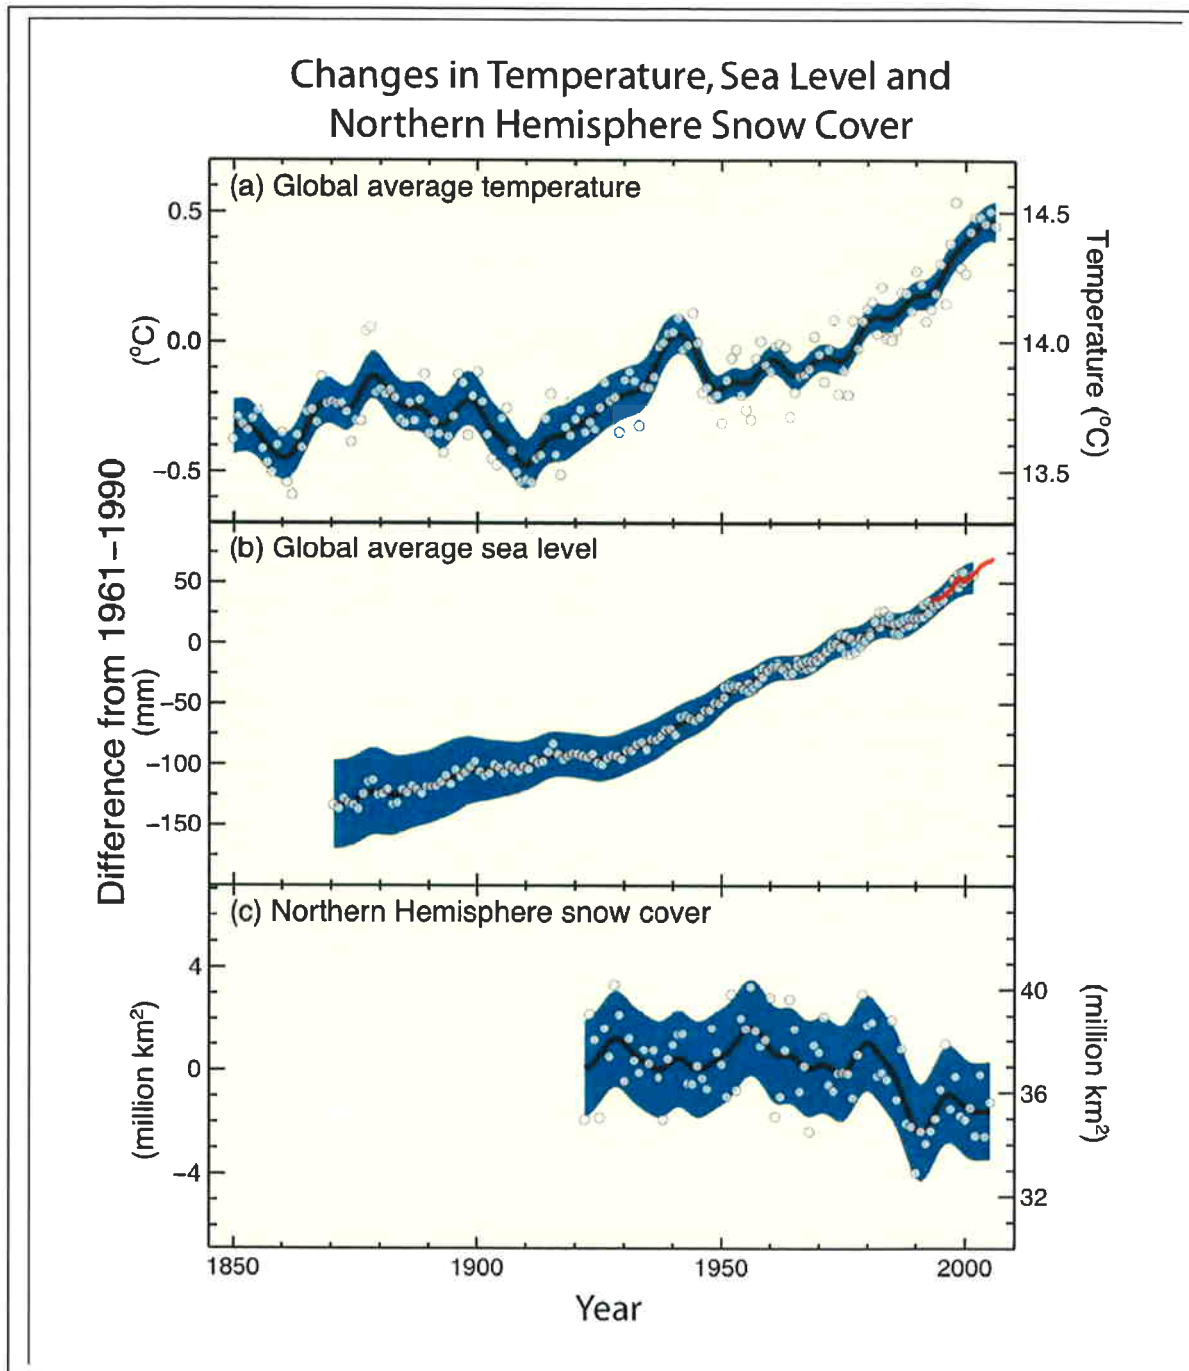 Changes in Temperature, Sea Level and
Northern Hemisphere Snow Cover
(a) Global average temperature
0.5
0.0
−0.5
(°C)
14.5
14.0
13.5
Temperature (°C)
Difference from 1961–1990
(b) Global average sea level
50
0
−50
−100
−150
(mm)
(c) Northern Hemisphere snow cover
4
0
−4
(million km²)
40
36
32
(million km²)
1850
1900
1950
2000
Year